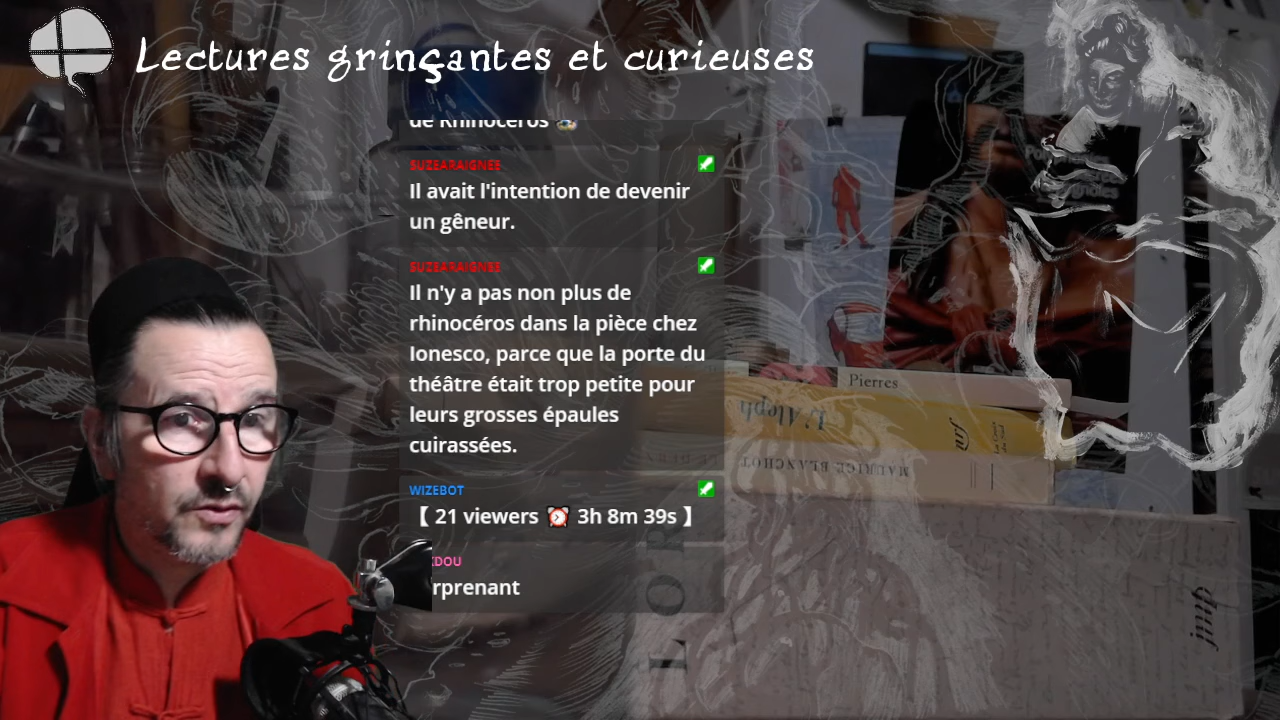 Lectures grinçantes et curieuses
de Rhinocéros
SUZEARAIGNEE
Il avait l'intention de devenir
un gêneur.
SUZEARAIGNEE
Il n'y a pas non plus de
rhinocéros dans la pièce chez
Ionesco, parce que la porte du
théâtre était trop petite pour
leurs grosses épaules
cuirassées.
WIZEBOT
【 21 viewers ⏰ 3h 8m 39s 】
DOU
rprenant
Pierres
L'Aleph
MAURICE BLANCHOT
LOR